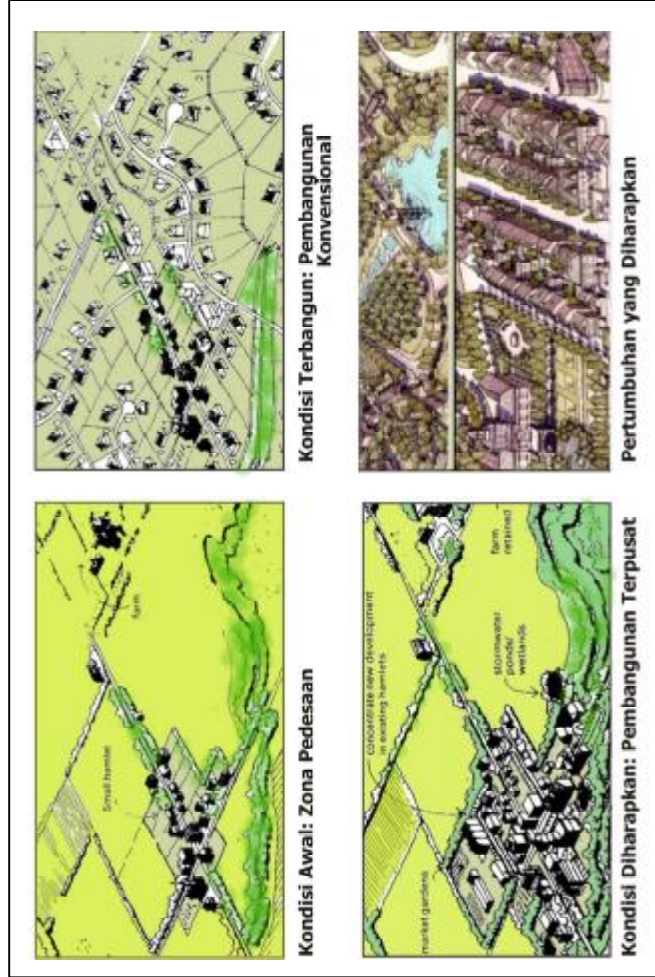 small hamlet
farm
Kondisi Awal: Zona Pedesaan
Kondisi Terbangun: Pembangunan
Konvensional
market gardens
concentrate new development
in existing hamlets
stormwater
ponds/
wetlands
farm
retained
Kondisi Diharapkan: Pembangunan Terpusat
Pertumbuhan yang Diharapkan